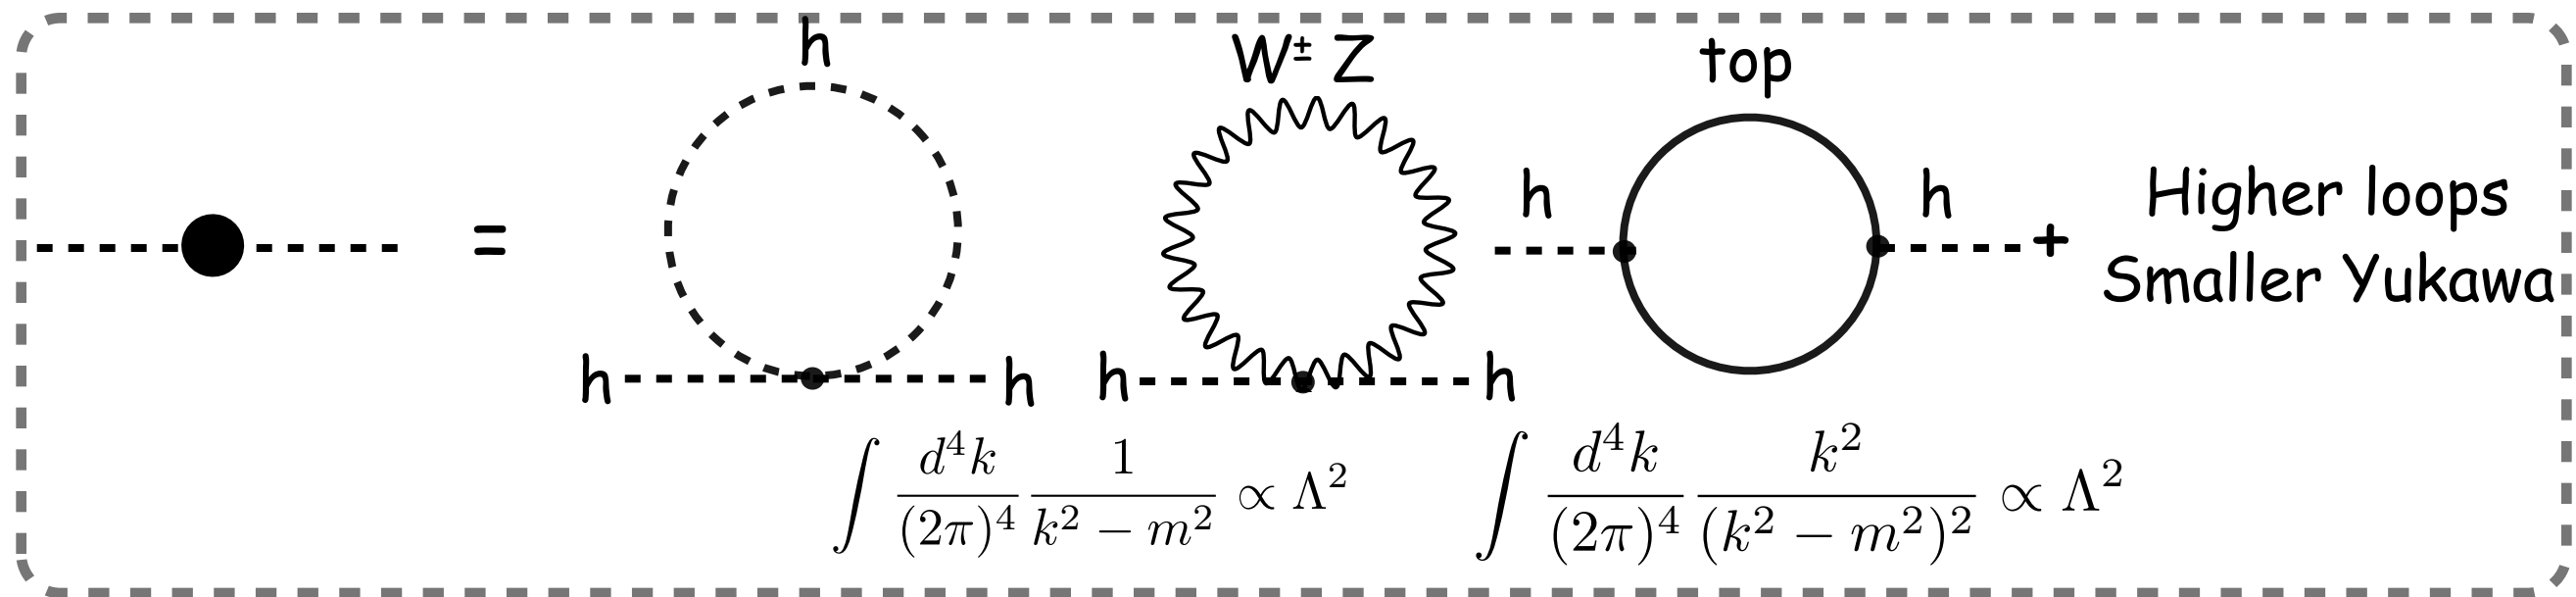 h
W± Z
top
=
h
h
+
Higher loops
Smaller Yukawa
h
h
h
h
∫ d⁴k/(2π)⁴ 1/(k² − m²) ∝ Λ²
∫ d⁴k/(2π)⁴ k²/(k² − m²)² ∝ Λ²